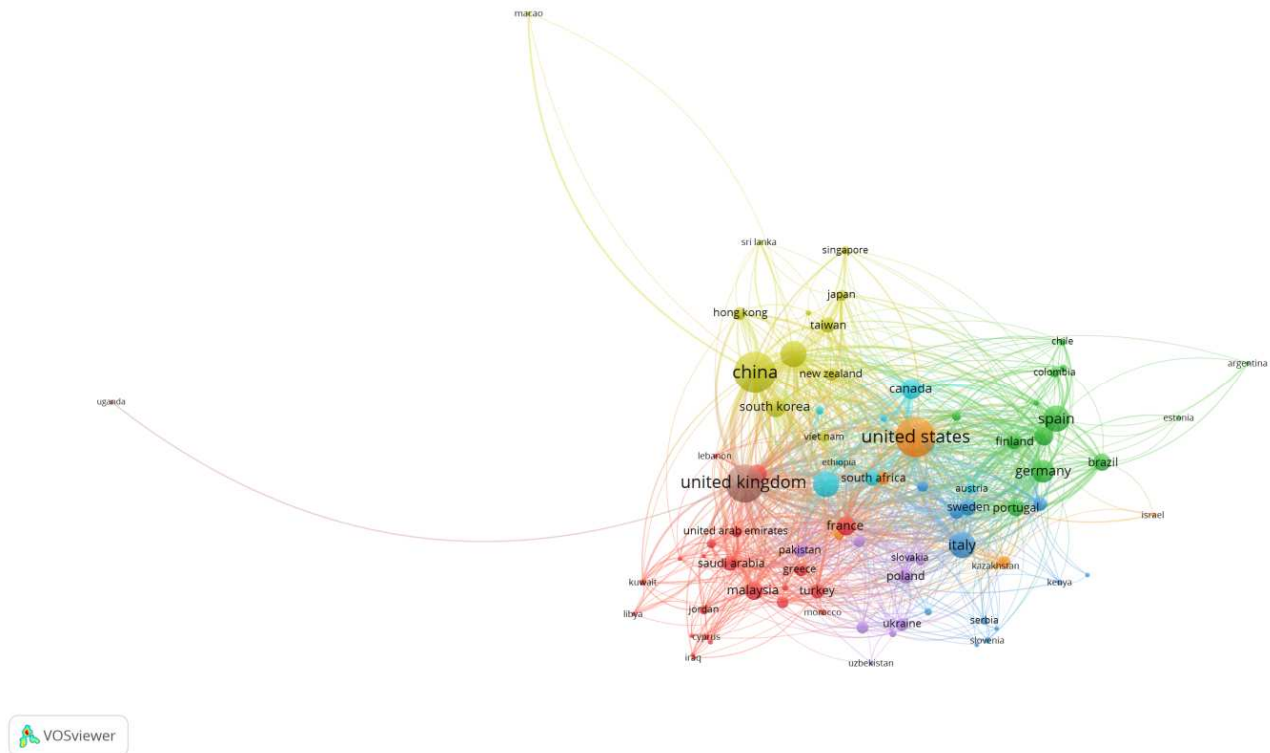 macao
sri lanka
singapore
japan
hong kong
taiwan
chile
argentina
china
new zealand
colombia
canada
uganda
south korea
estonia
spain
viet nam
united states
finland
lebanon
ethiopia
brazil
germany
united kingdom
south africa
austria
sweden
portugal
israel
united arab emirates
france
pakistan
italy
slovakia
saudi arabia
greece
kazakhstan
poland
kuwait
kenya
malaysia
turkey
jordan
morocco
libya
ukraine
serbia
cyprus
slovenia
iraq
uzbekistan
VOSviewer